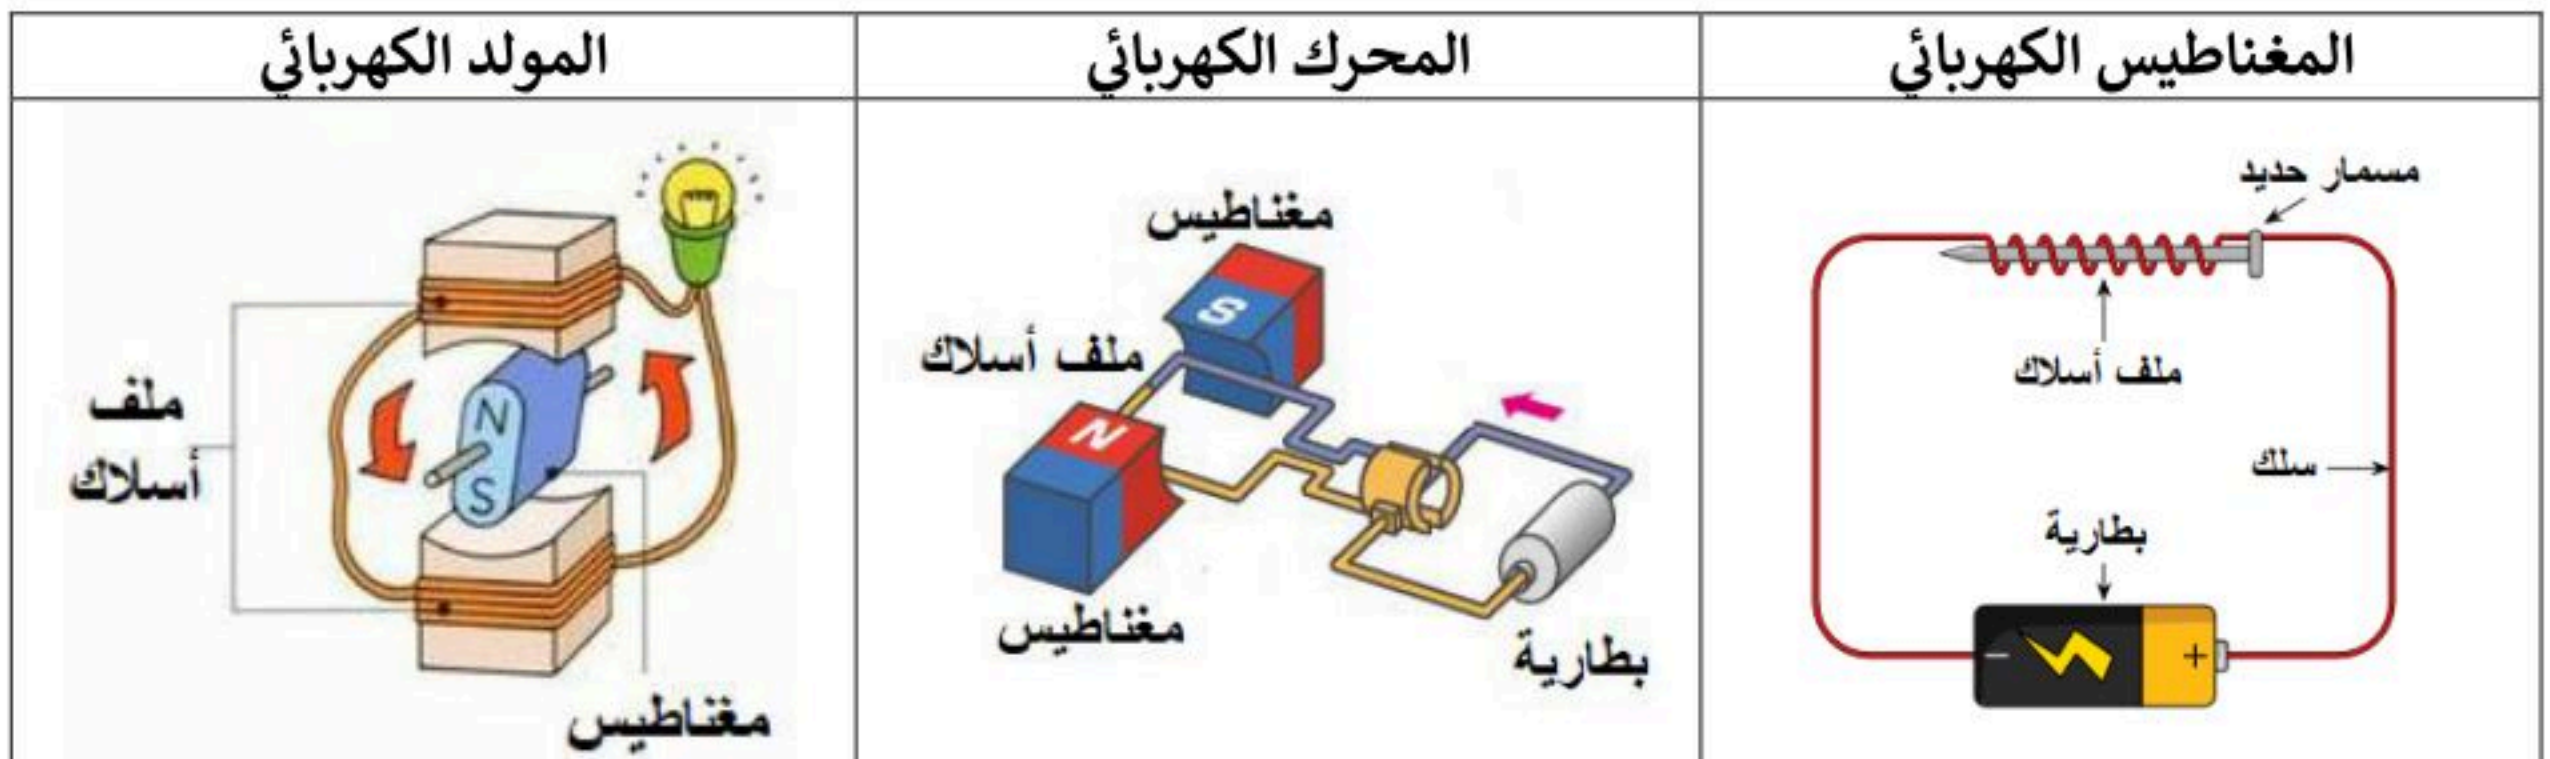 المغناطيس الكهربائي
المحرك الكهربائي
المولد الكهربائي
مسمار حديد
ملف أسلاك
سلك
بطارية
- +
مغناطيس
S
ملف أسلاك
N
مغناطيس
بطارية
ملف
أسلاك
N
S
مغناطيس